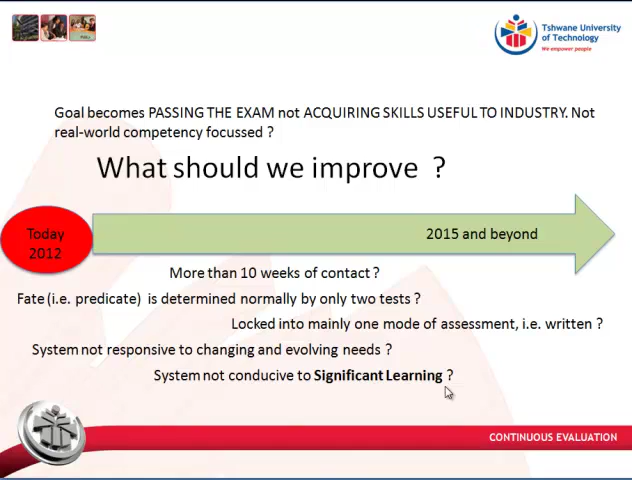 Tshwane University
of Technology
We empower people
Goal becomes PASSING THE EXAM not ACQUIRING SKILLS USEFUL TO INDUSTRY. Not
real-world competency focussed ?
What should we improve ?
Today
2012
2015 and beyond
More than 10 weeks of contact ?
Fate (i.e. predicate) is determined normally by only two tests ?
Locked into mainly one mode of assessment, i.e. written ?
System not responsive to changing and evolving needs ?
System not conducive to Significant Learning ?
CONTINUOUS EVALUATION